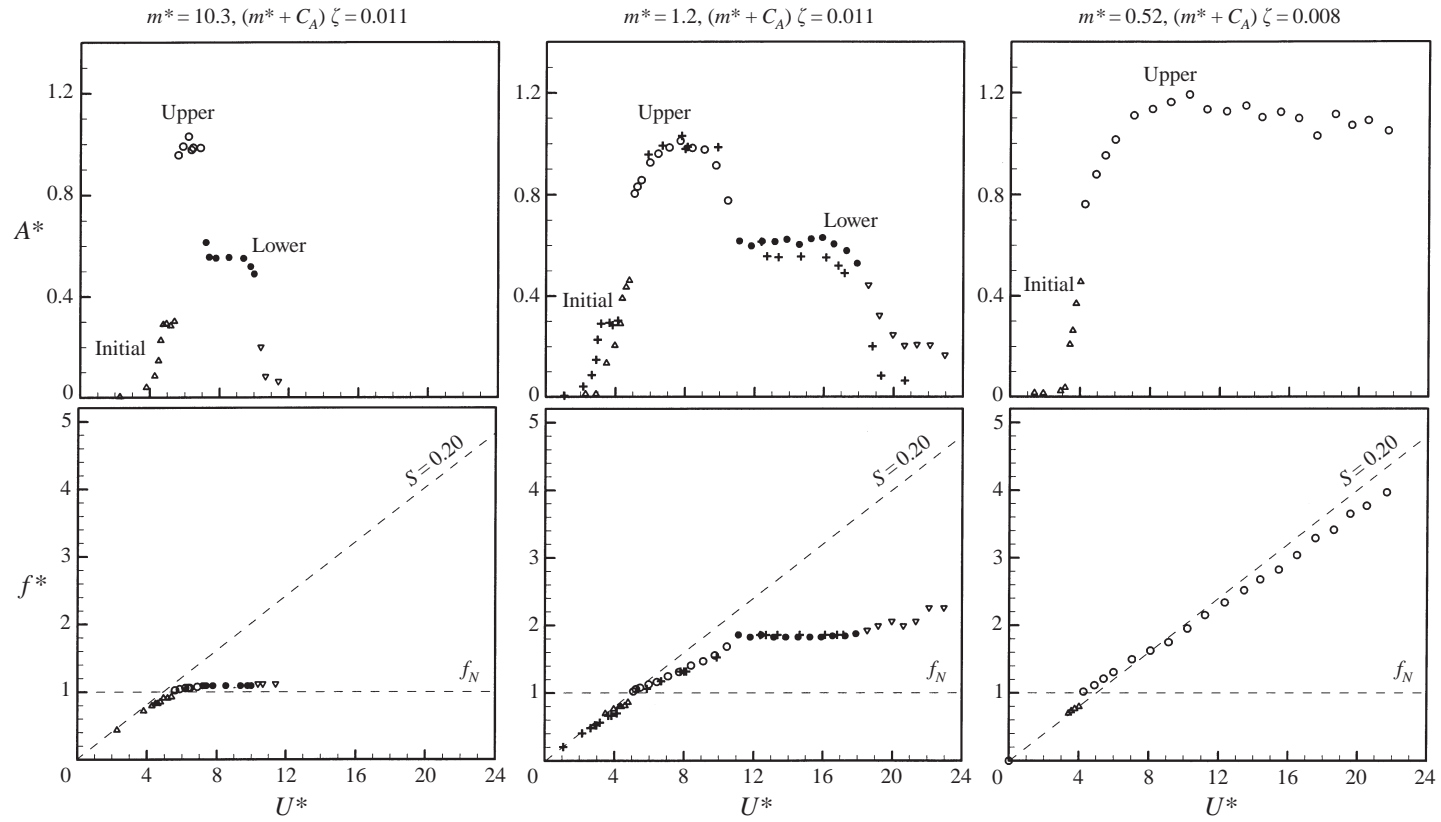 m* = 10.3, (m* + C_A) ζ = 0.011
m* = 1.2, (m* + C_A) ζ = 0.011
m* = 0.52, (m* + C_A) ζ = 0.008
A*
1.2
0.8
0.4
0
Upper
Lower
Initial
1.2
0.8
0.4
0
Upper
Lower
Initial
1.2
0.8
0.4
0
Upper
Initial
f*
5
4
3
2
1
0
S = 0.20
f_N
4
8
12
16
20
24
U*
5
4
3
2
1
0
S = 0.20
f_N
4
8
12
16
20
24
U*
5
4
3
2
1
0
S = 0.20
f_N
4
8
12
16
20
24
U*